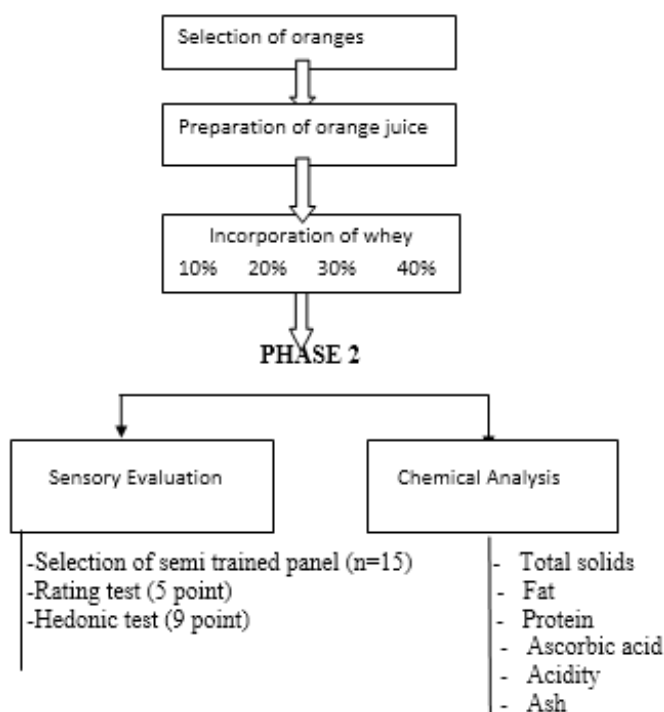 Selection of oranges
Preparation of orange juice
Incorporation of whey
10% 20% 30% 40%
PHASE 2
Sensory Evaluation
-Selection of semi trained panel (n=15)
-Rating test (5 point)
-Hedonic test (9 point)
Chemical Analysis
- Total solids
- Fat
- Protein
- Ascorbic acid
- Acidity
- Ash